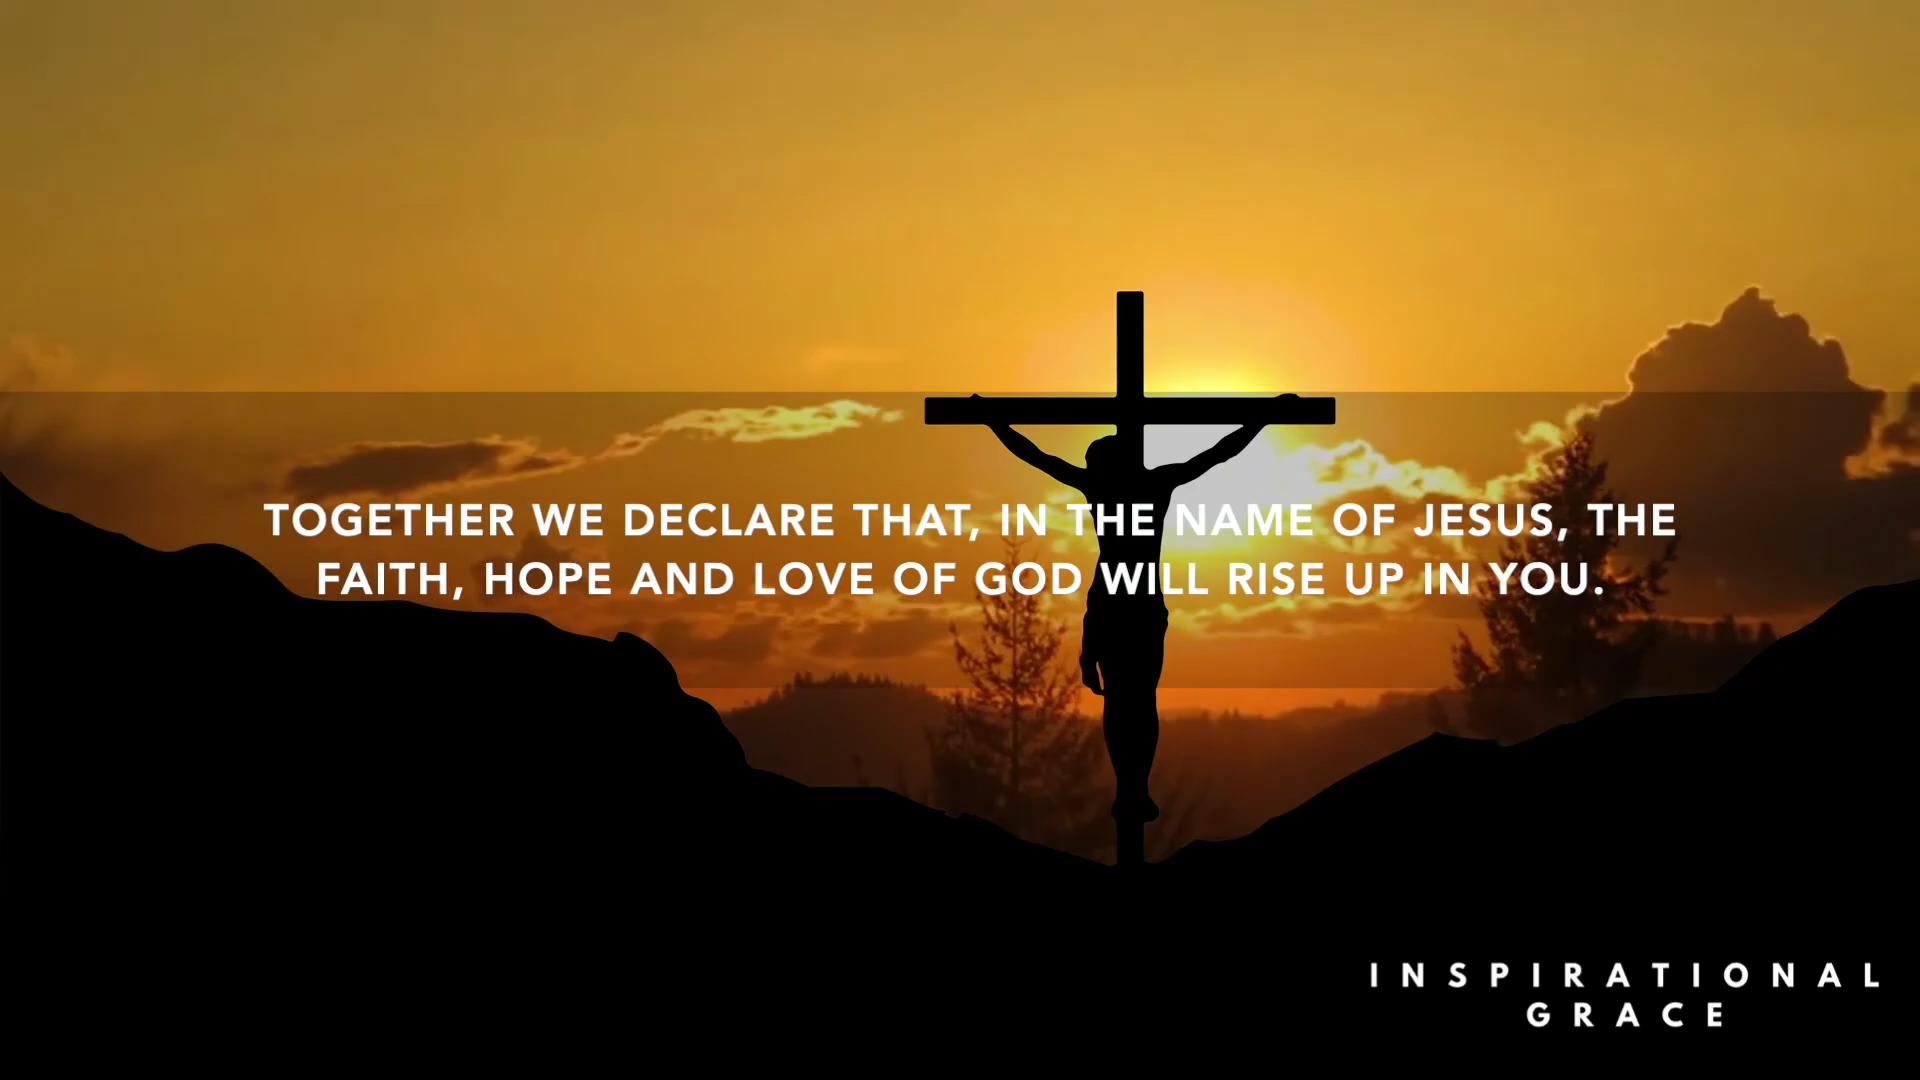 TOGETHER WE DECLARE THAT, IN THE NAME OF JESUS, THE
FAITH, HOPE AND LOVE OF GOD WILL RISE UP IN YOU.
INSPIRATIONAL
GRACE